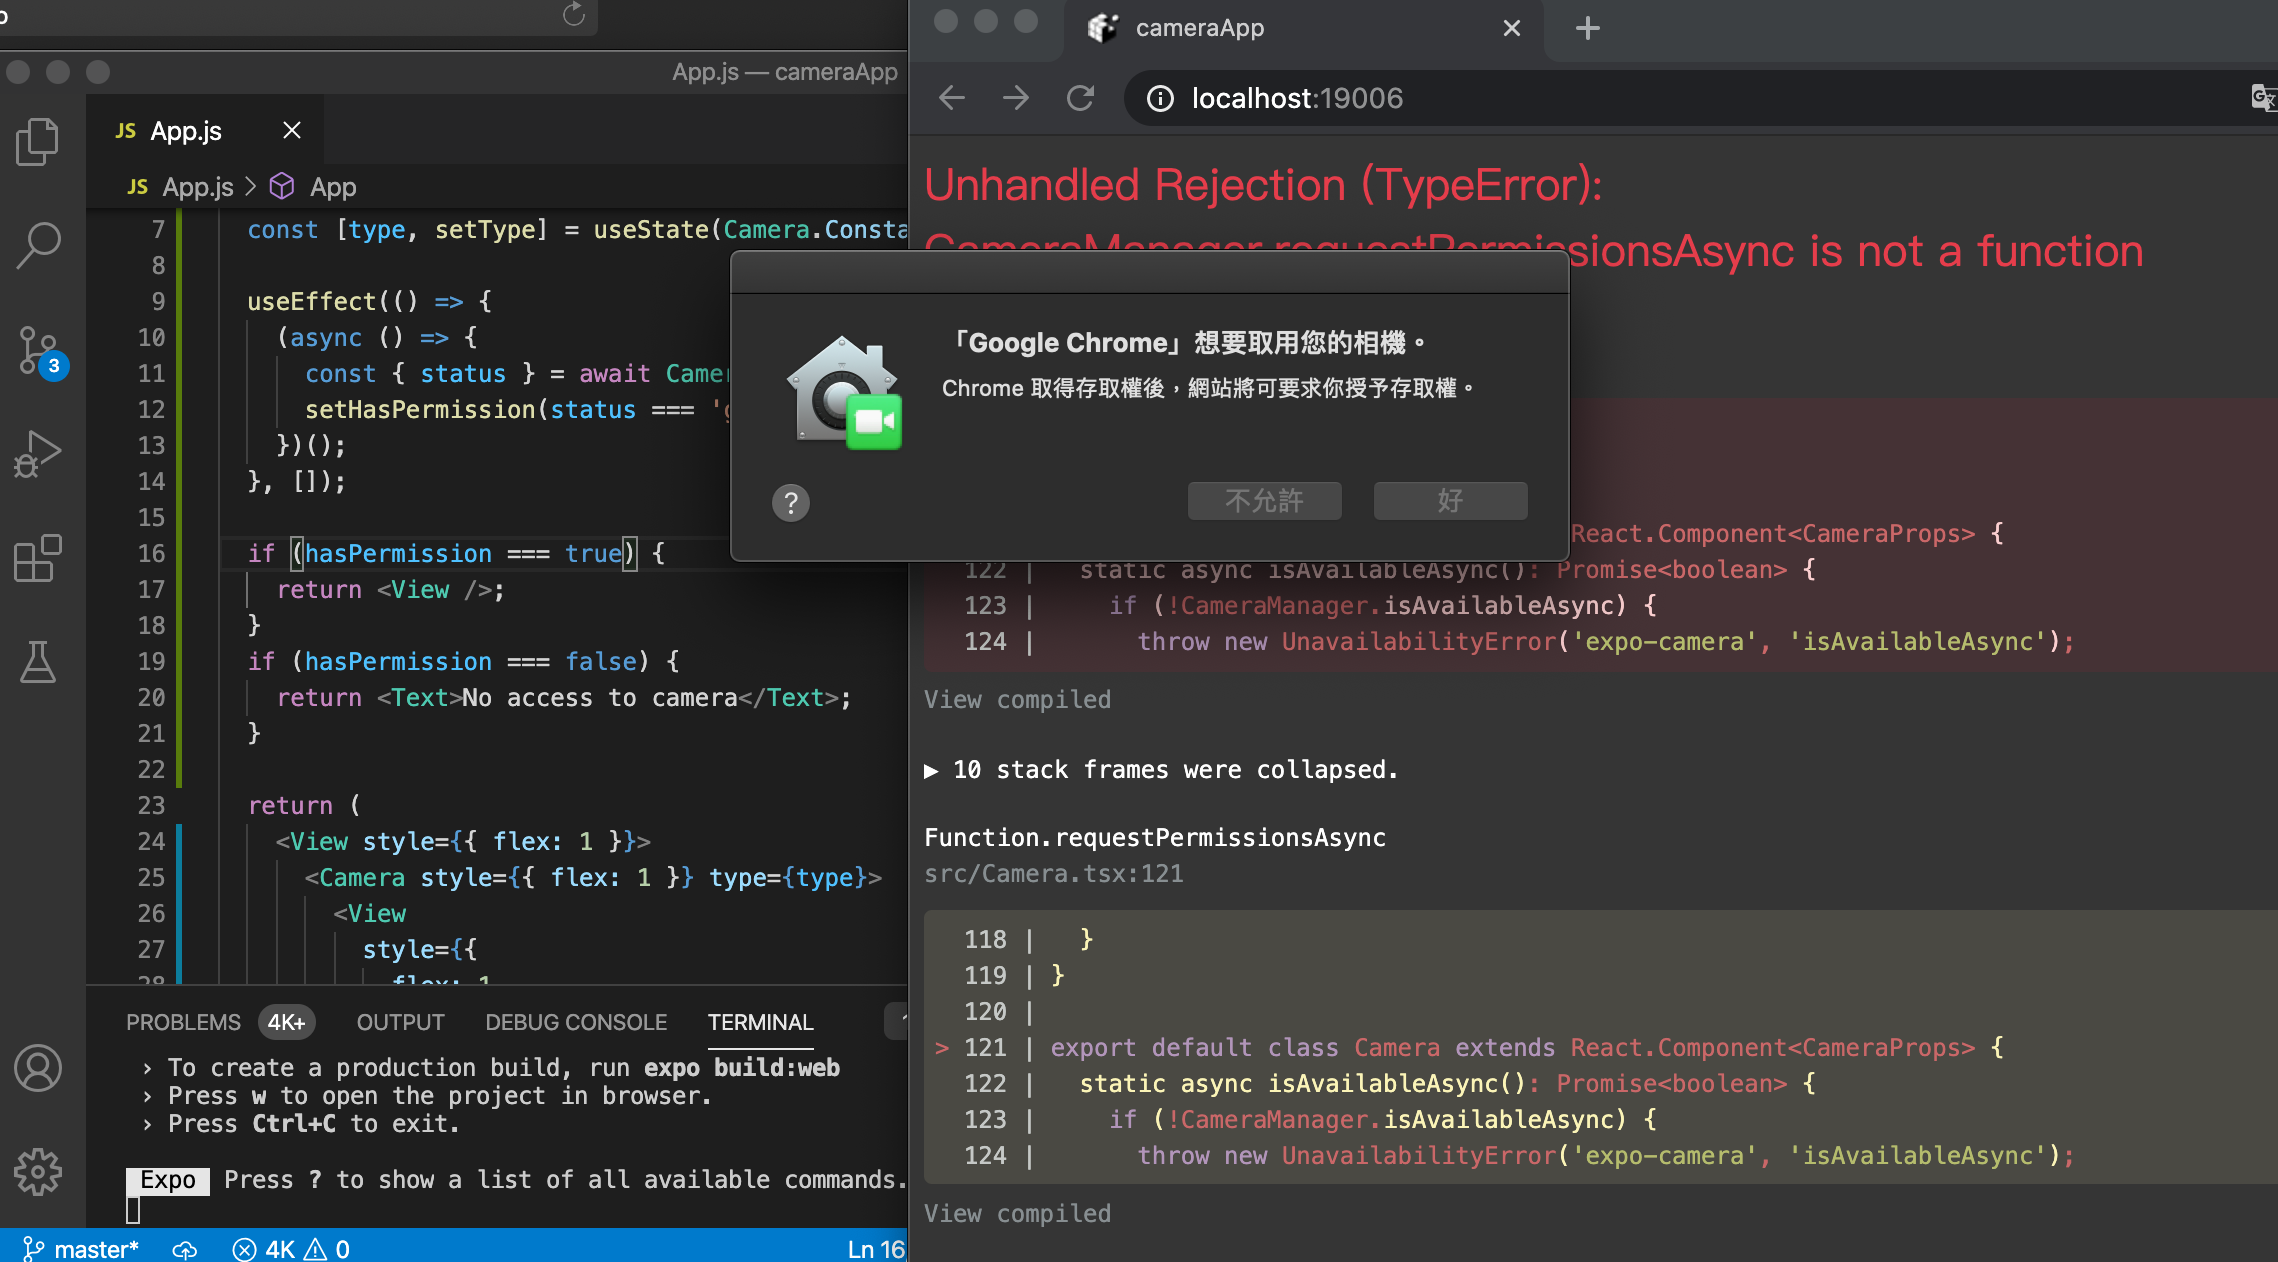 App.js — cameraApp
JS App.js
JS App.js > App
7 const [type, setType] = useState(Camera.Consta
8
9 useEffect(() => {
10 (async () => {
11 const { status } = await Came
12 setHasPermission(status === 'g
13 })();
14 }, []);
15
16 if (hasPermission === true) {
17 return <View />;
18 }
19 if (hasPermission === false) {
20 return <Text>No access to camera</Text>;
21 }
22
23 return (
24 <View style={{ flex: 1 }}>
25 <Camera style={{ flex: 1 }} type={type}>
26 <View
27 style={{
28 flex: 1
3
PROBLEMS 4K+ OUTPUT DEBUG CONSOLE TERMINAL
› To create a production build, run expo build:web
› Press w to open the project in browser.
› Press Ctrl+C to exit.
Expo Press ? to show a list of all available commands.
master* 4K 0 Ln 16
cameraApp
localhost:19006
Unhandled Rejection (TypeError):
CameraManager.requestPermissionsAsync is not a function
「Google Chrome」想要取用您的相機。
Chrome 取得存取權後，網站將可要求你授予存取權。
?
不允許 好
React.Component<CameraProps> {
122 | static async isAvailableAsync(): Promise<boolean> {
123 | if (!CameraManager.isAvailableAsync) {
124 | throw new UnavailabilityError('expo-camera', 'isAvailableAsync');
View compiled
▶ 10 stack frames were collapsed.
Function.requestPermissionsAsync
src/Camera.tsx:121
118 | }
119 | }
120 |
> 121 | export default class Camera extends React.Component<CameraProps> {
122 | static async isAvailableAsync(): Promise<boolean> {
123 | if (!CameraManager.isAvailableAsync) {
124 | throw new UnavailabilityError('expo-camera', 'isAvailableAsync');
View compiled